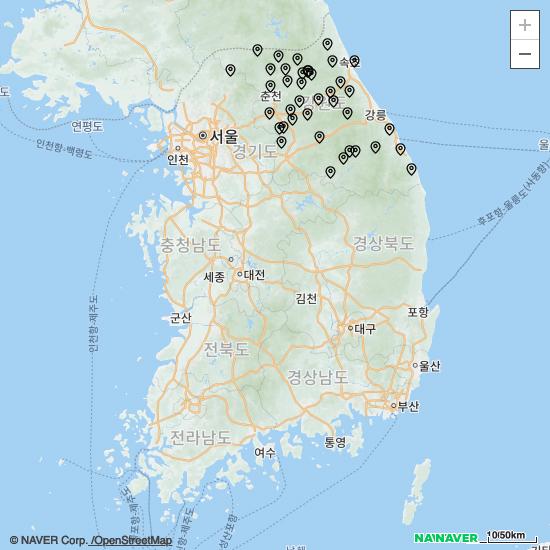 +
−
속초
춘천
강원도
강릉
연평도
서울
인천항-백령도
인천
경기도
울
후포항-울릉도(사동항)
충청남도
경상북도
세종
대전
인천항-제주도
김천
군산
포항
대구
전라북도
울산
경상남도
부산
전라남도
통영
여수
© NAVER Corp. /OpenStreetMap
NAVER
10/50km